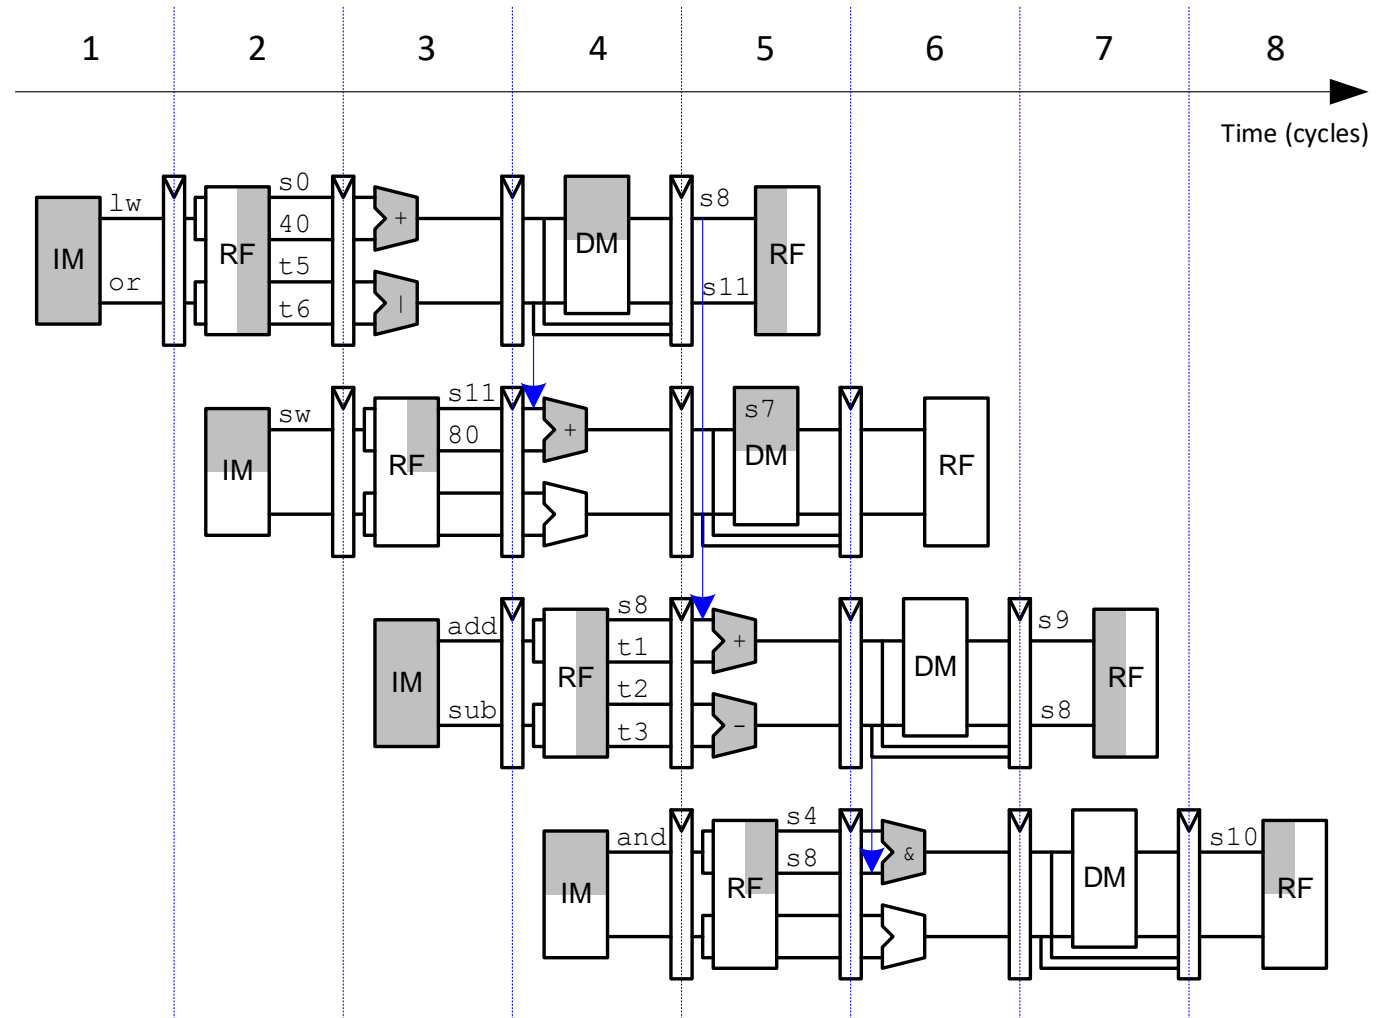 1 2 3 4 5 6 7 8
Time (cycles)
lw
or
IM
RF
s0
40
t5
t6
+
|
DM
s8
s11
RF
sw
IM
RF
s11
80
+
s7
DM
RF
add
sub
IM
RF
s8
t1
t2
t3
+
-
DM
s9
s8
RF
and
IM
RF
s4
s8
&
DM
s10
RF